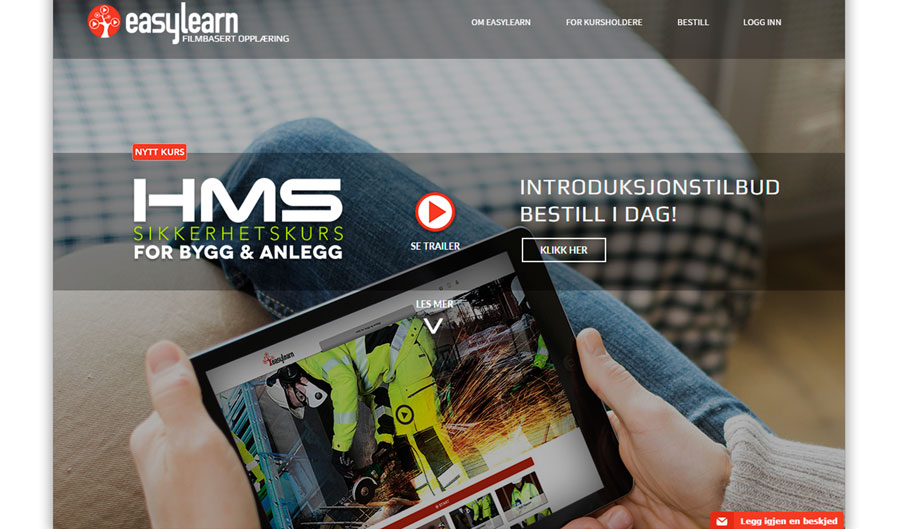 easylearn
FILMBASERT OPPLÆRING
OM EASYLEARN
FOR KURSHOLDERE
BESTILL
LOGG INN
NYTT KURS
HMS
SIKKERHETSKURS
FOR BYGG & ANLEGG
SE TRAILER
INTRODUKSJONSTILBUD
BESTILL I DAG!
KLIKK HER
LES MER
easylearn
Legg igjen en beskjed